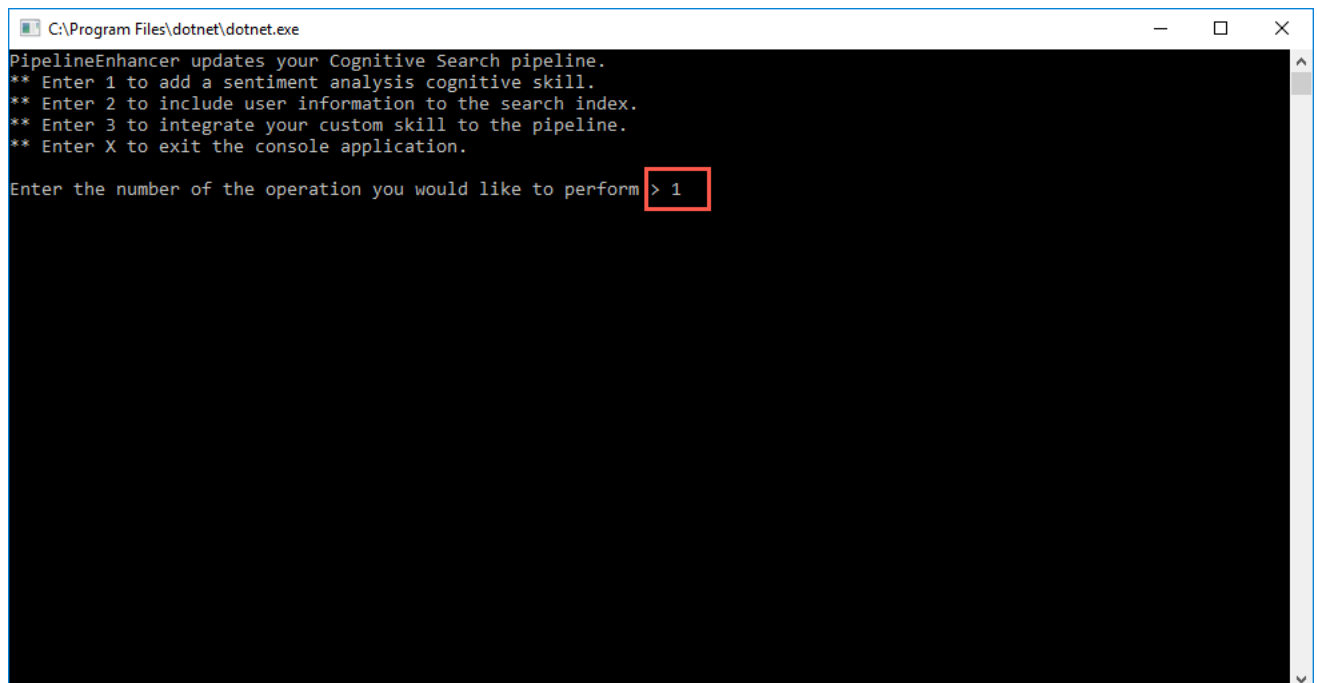 C:\Program Files\dotnet\dotnet.exe
PipelineEnhancer updates your Cognitive Search pipeline.
** Enter 1 to add a sentiment analysis cognitive skill.
** Enter 2 to include user information to the search index.
** Enter 3 to integrate your custom skill to the pipeline.
** Enter X to exit the console application.
Enter the number of the operation you would like to perform > 1